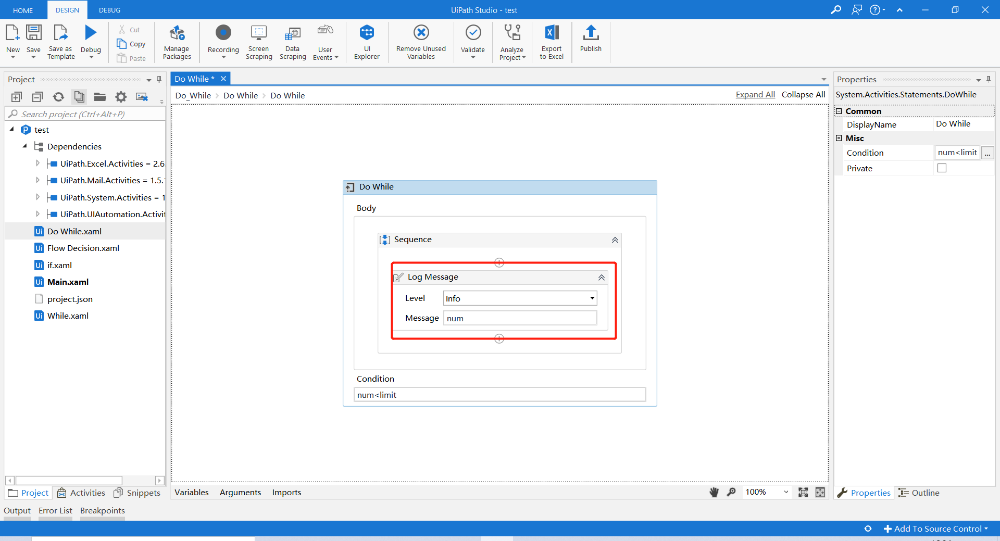 HOME DESIGN DEBUG UiPath Studio - test
New Save Save as Template Debug Cut Copy Paste Manage Packages Recording Screen Scraping Data Scraping User Events UI Explorer Remove Unused Variables Validate Analyze Project Export to Excel Publish
Project
Search project (Ctrl+Alt+P)
test
Dependencies
UiPath.Excel.Activities = 2.6
UiPath.Mail.Activities = 1.5.
UiPath.System.Activities = 1
UiPath.UIAutomation.Activit
Do While.xaml
Flow Decision.xaml
if.xaml
Main.xaml
project.json
While.xaml
Project Activities Snippets
Do While *
Do_While Do While Do While Expand All Collapse All
Do While
Body
Sequence
Log Message
Level Info
Message num
Condition
num<limit
Variables Arguments Imports 100%
Properties
System.Activities.Statements.DoWhile
Common
DisplayName Do While
Misc
Condition num<limit ...
Private
Properties Outline
Output Error List Breakpoints
Add To Source Control